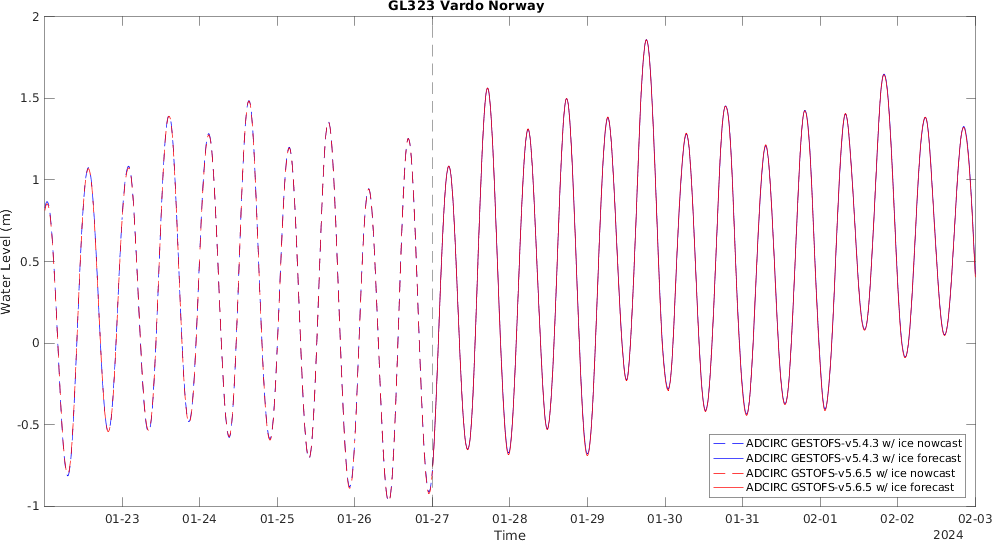 GL323 Vardo Norway
2
1.5
1
0.5
0
-0.5
-1
Water Level (m)
ADCIRC GESTOFS-v5.4.3 w/ ice nowcast
ADCIRC GESTOFS-v5.4.3 w/ ice forecast
ADCIRC GSTOFS-v5.6.5 w/ ice nowcast
ADCIRC GSTOFS-v5.6.5 w/ ice forecast
01-23 01-24 01-25 01-26 01-27 01-28 01-29 01-30 01-31 02-01 02-02 02-03
Time
2024